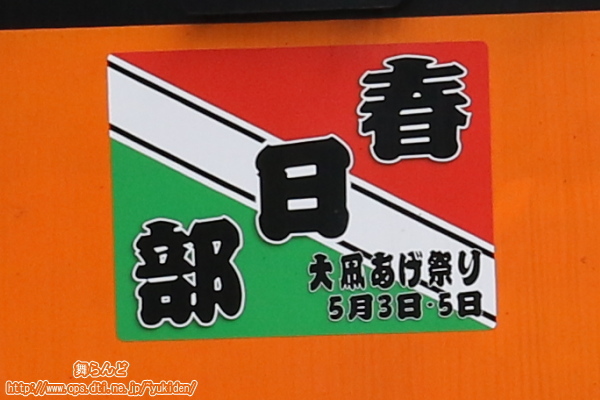 春日部
大凧あげ祭り
5月3日・5日
舞らんど
http://www.ops.dti.ne.jp/~yukiden/